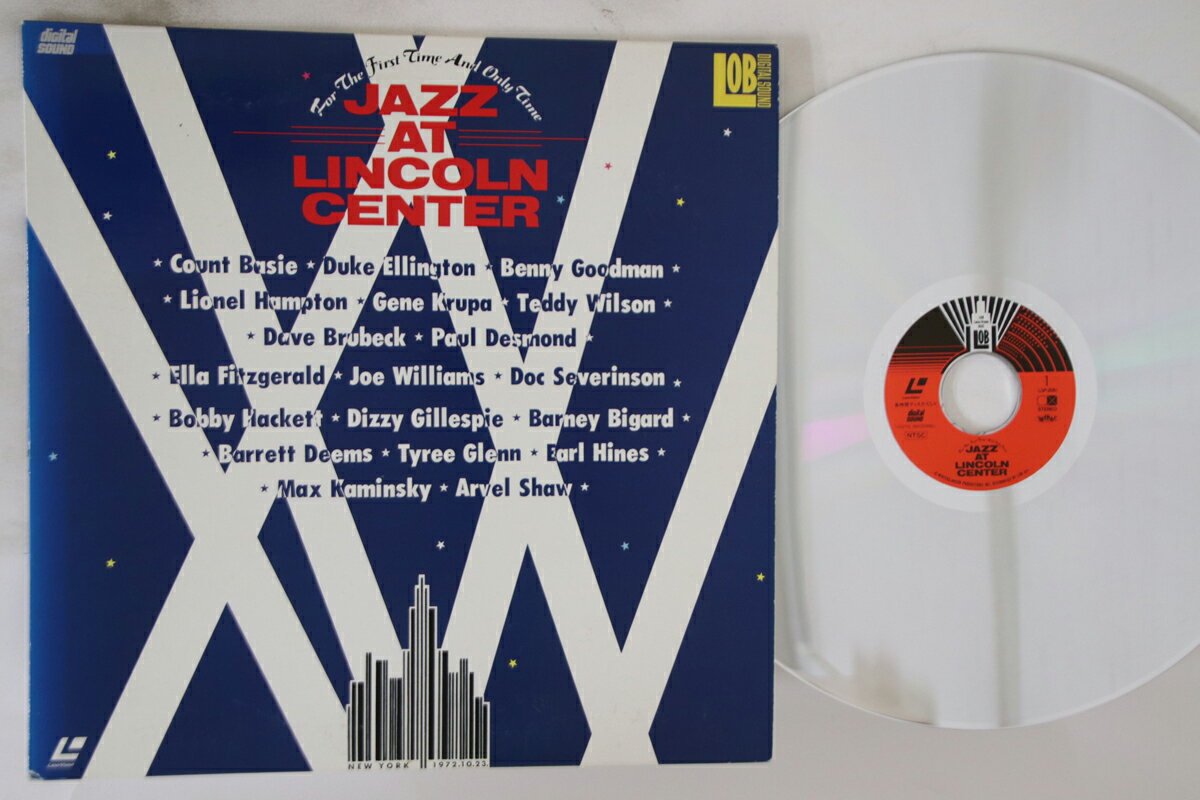 digital SOUND
LOB DIGITAL SOUND
For The First Time And Only Time
JAZZ
AT
LINCOLN
CENTER
★ Count Basie ★ Duke Ellington ★ Benny Goodman ★
★ Lionel Hampton ★ Gene Krupa ★ Teddy Wilson ★
★ Dave Brubeck ★ Paul Desmond ★
★ Ella Fitzgerald ★ Joe Williams ★ Doc Severinson ★
★ Bobby Hackett ★ Dizzy Gillespie ★ Barney Bigard ★
★ Barrett Deems ★ Tyree Glenn ★ Earl Hines ★
★ Max Kaminsky ★ Arvel Shaw ★
NEW YORK 1972.10.23.
LaserVision
LOB
1
digital SOUND
STEREO
NTSC
JAZZ
AT
LINCOLN
CENTER